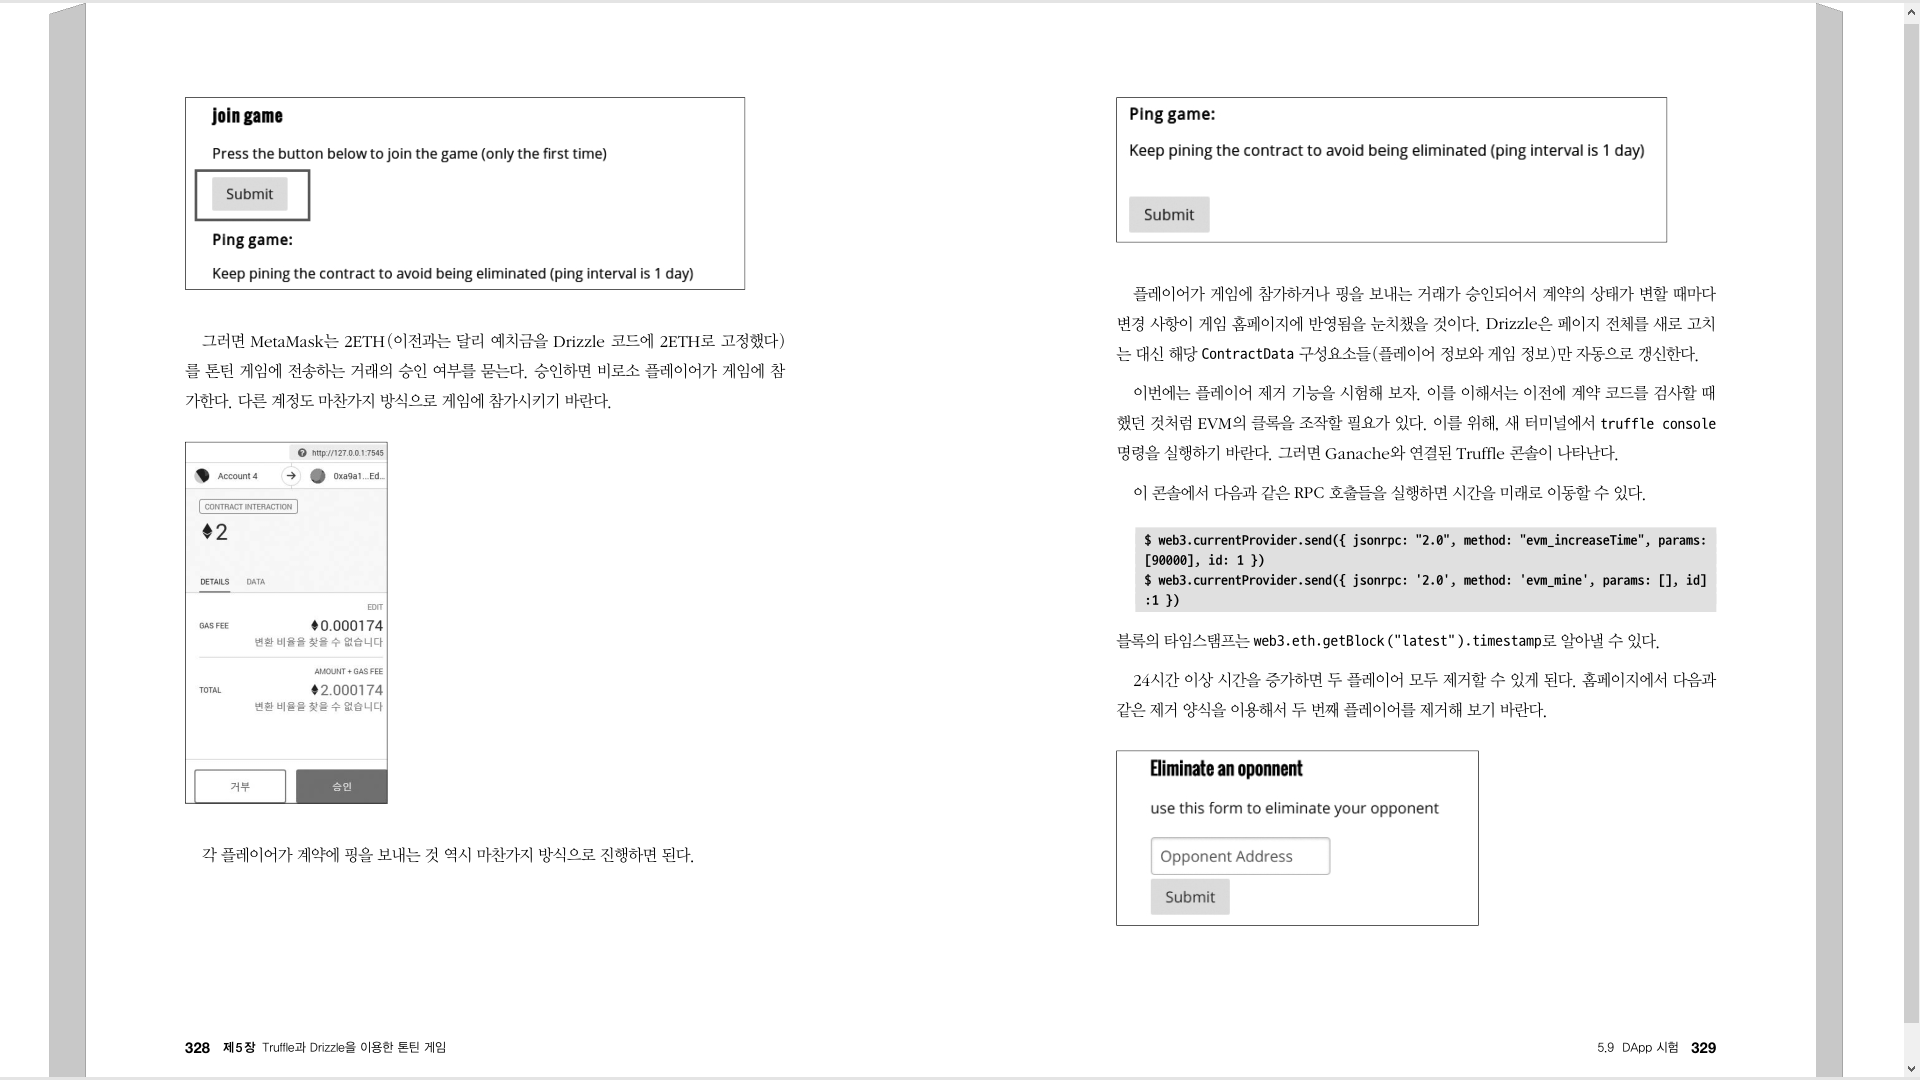 join game
Press the button below to join the game (only the first time)
Submit
Ping game:
Keep pining the contract to avoid being eliminated (ping interval is 1 day)
그러면 MetaMask는 2ETH(이전과는 달리 예치금을 Drizzle 코드에 2ETH로 고정했다)
를 톤틴 게임에 전송하는 거래의 승인 여부를 묻는다. 승인하면 비로소 플레이어가 게임에 참
가한다. 다른 계정도 마찬가지 방식으로 게임에 참가시키기 바란다.
http://127.0.0.1:7545
Account 4
0xa9a1...Ed...
CONTRACT INTERACTION
2
DETAILS DATA
EDIT
GAS FEE 0.000174
변환 비율을 찾을 수 없습니다
AMOUNT + GAS FEE
TOTAL 2.000174
변환 비율을 찾을 수 없습니다
거부 승인
각 플레이어가 계약에 핑을 보내는 것 역시 마찬가지 방식으로 진행하면 된다.
328 제5장 Truffle과 Drizzle을 이용한 톤틴 게임
Ping game:
Keep pining the contract to avoid being eliminated (ping interval is 1 day)
Submit
플레이어가 게임에 참가하거나 핑을 보내는 거래가 승인되어서 계약의 상태가 변할 때마다
변경 사항이 게임 홈페이지에 반영됨을 눈치챘을 것이다. Drizzle은 페이지 전체를 새로 고치
는 대신 해당 ContractData 구성요소들(플레이어 정보와 게임 정보)만 자동으로 갱신한다.
이번에는 플레이어 제거 기능을 시험해 보자. 이를 이해서는 이전에 계약 코드를 검사할 때
했던 것처럼 EVM의 클록을 조작할 필요가 있다. 이를 위해, 새 터미널에서 truffle console
명령을 실행하기 바란다. 그러면 Ganache와 연결된 Truffle 콘솔이 나타난다.
이 콘솔에서 다음과 같은 RPC 호출들을 실행하면 시간을 미래로 이동할 수 있다.
$ web3.currentProvider.send({ jsonrpc: "2.0", method: "evm_increaseTime", params:
[90000], id: 1 })
$ web3.currentProvider.send({ jsonrpc: '2.0', method: 'evm_mine', params: [], id]
:1 })
블록의 타임스탬프는 web3.eth.getBlock("latest").timestamp로 알아낼 수 있다.
24시간 이상 시간을 증가하면 두 플레이어 모두 제거할 수 있게 된다. 홈페이지에서 다음과
같은 제거 양식을 이용해서 두 번째 플레이어를 제거해 보기 바란다.
Eliminate an oponnent
use this form to eliminate your opponent
Opponent Address
Submit
5.9 DApp 시험 329